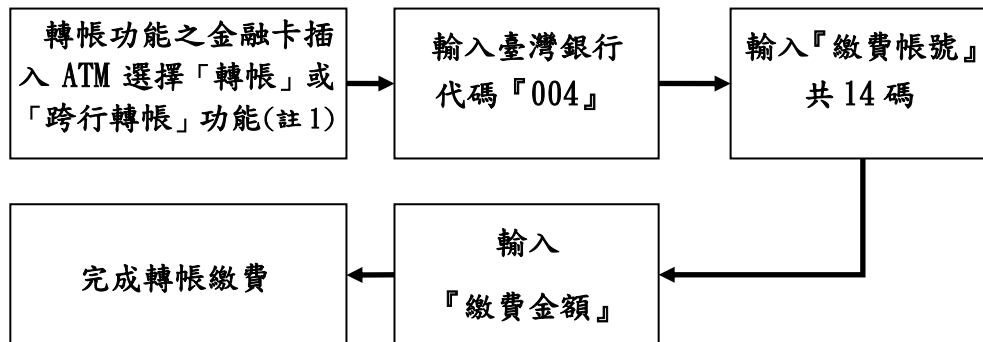 轉帳功能之金融卡插
入 ATM 選擇「轉帳」或
「跨行轉帳」功能(註1)
輸入臺灣銀行
代碼『004』
輸入『繳費帳號』
共 14 碼
輸入
『繳費金額』
完成轉帳繳費